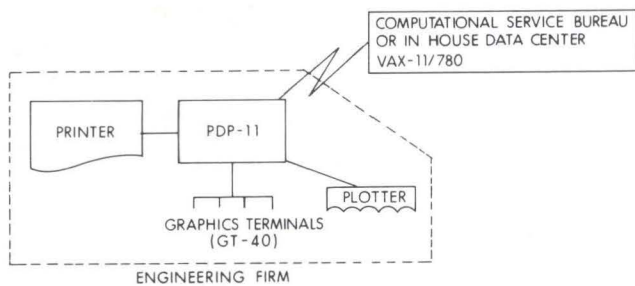 COMPUTATIONAL SERVICE BUREAU
OR IN HOUSE DATA CENTER
VAX-11/780
PRINTER
PDP-11
PLOTTER
GRAPHICS TERMINALS
(GT-40)
ENGINEERING FIRM